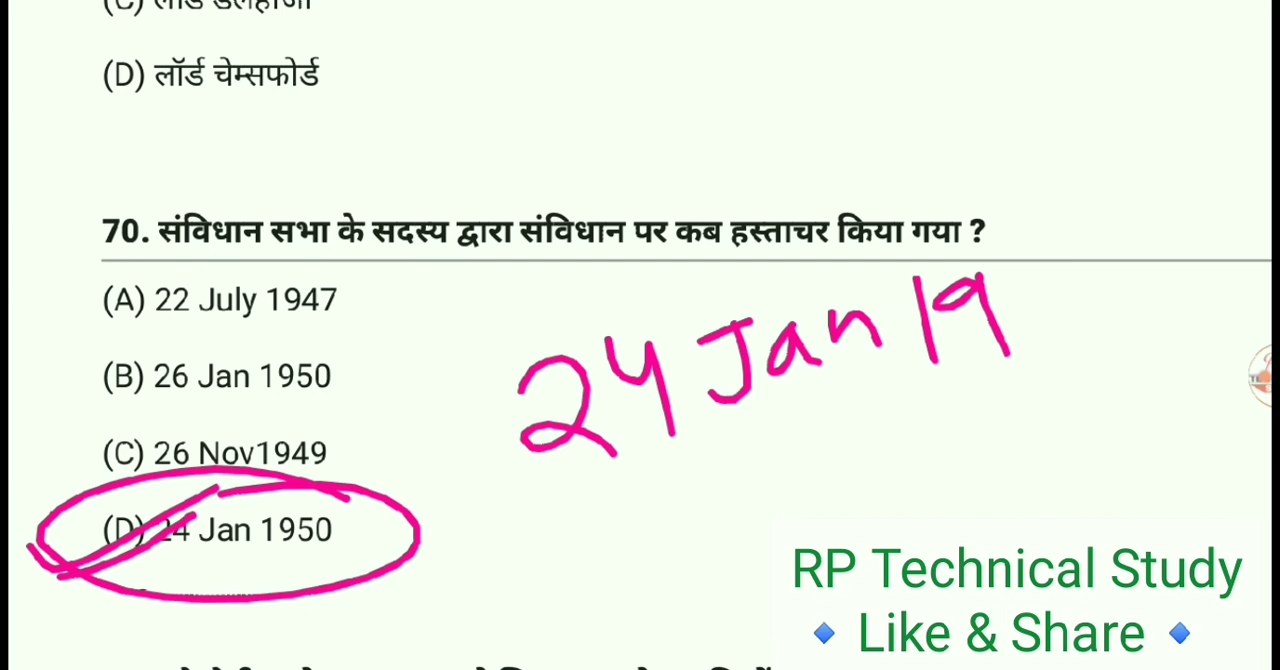 (D) लॉर्ड चेम्सफोर्ड
70. संविधान सभा के सदस्य द्वारा संविधान पर कब हस्ताचर किया गया ?
(A) 22 July 1947
24 Jan 19
(B) 26 Jan 1950
(C) 26 Nov1949
(D) 24 Jan 1950
RP Technical Study
🔹 Like & Share 🔹